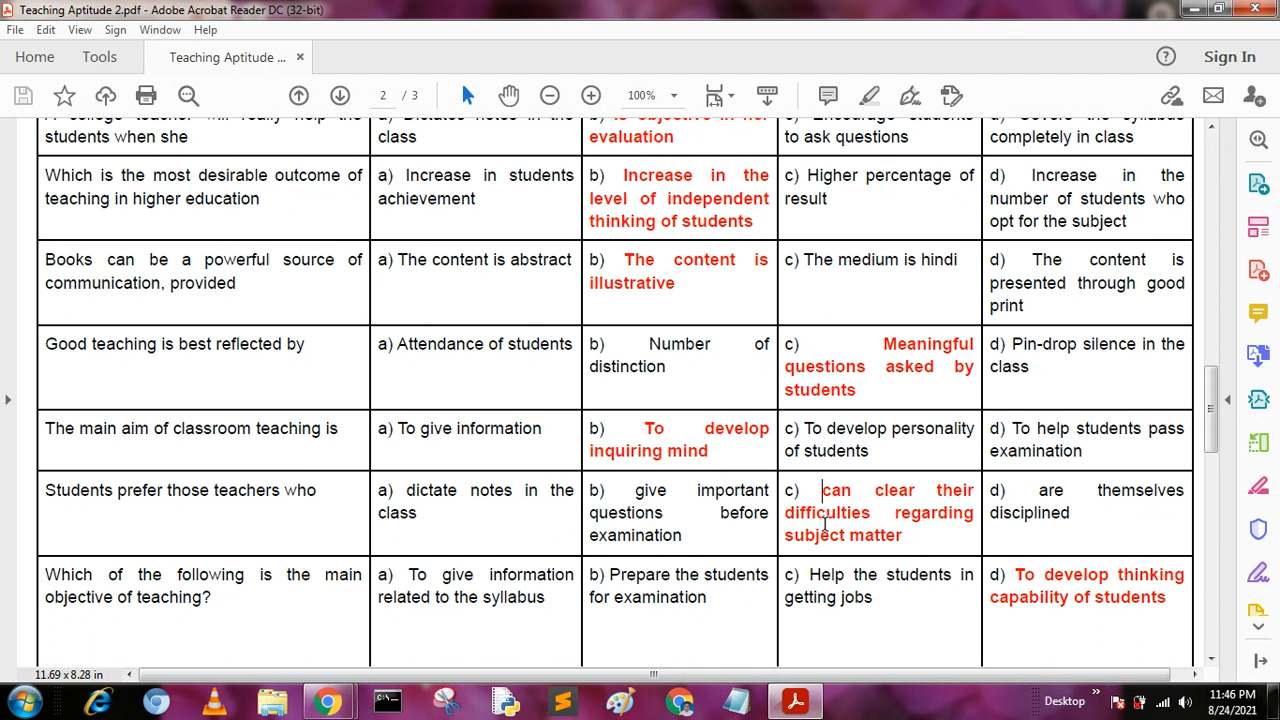 Teaching Aptitude 2.pdf - Adobe Acrobat Reader DC (32-bit)
File Edit View Sign Window Help
Home Tools Teaching Aptitude ... × Sign In
2 / 3 100%
students when she
class
evaluation
c) Encourage students
to ask questions
completely in class
Which is the most desirable outcome of
teaching in higher education
a) Increase in students
achievement
b) Increase in the
level of independent
thinking of students
c) Higher percentage of
result
d) Increase in the
number of students who
opt for the subject
Books can be a powerful source of
communication, provided
a) The content is abstract
b) The content is
illustrative
c) The medium is hindi
d) The content is
presented through good
print
Good teaching is best reflected by
a) Attendance of students
b) Number of
distinction
c) Meaningful
questions asked by
students
d) Pin-drop silence in the
class
The main aim of classroom teaching is
a) To give information
b) To develop
inquiring mind
c) To develop personality
of students
d) To help students pass
examination
Students prefer those teachers who
a) dictate notes in the
class
b) give important
questions before
examination
c) can clear their
difficulties regarding
subject matter
d) are themselves
disciplined
Which of the following is the main
objective of teaching?
a) To give information
related to the syllabus
b) Prepare the students
for examination
c) Help the students in
getting jobs
d) To develop thinking
capability of students
11.69 x 8.28 in
Desktop
11:46 PM
8/24/2021